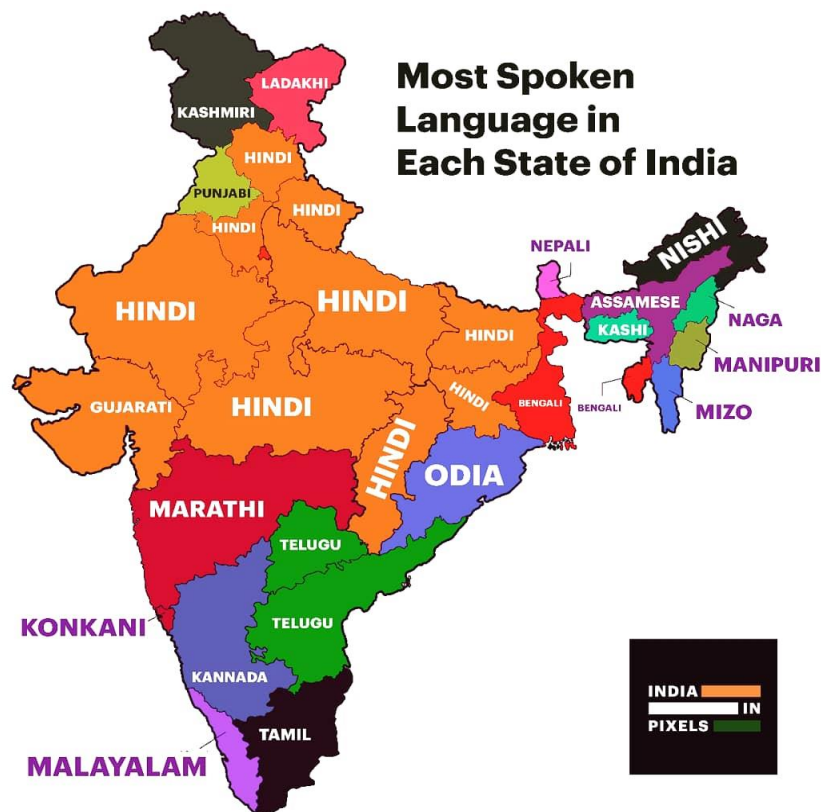 Most Spoken
Language in
Each State of India
LADAKHI
KASHMIRI
HINDI
PUNJABI
HINDI
HINDI
NISHI
NEPALI
HINDI
HINDI
ASSAMESE
NAGA
KASHI
HINDI
MANIPURI
GUJARATI
HINDI
HINDI
BENGALI
BENGALI
MIZO
HINDI
ODIA
MARATHI
TELUGU
KONKANI
TELUGU
KANNADA
INDIA
IN
PIXELS
TAMIL
MALAYALAM